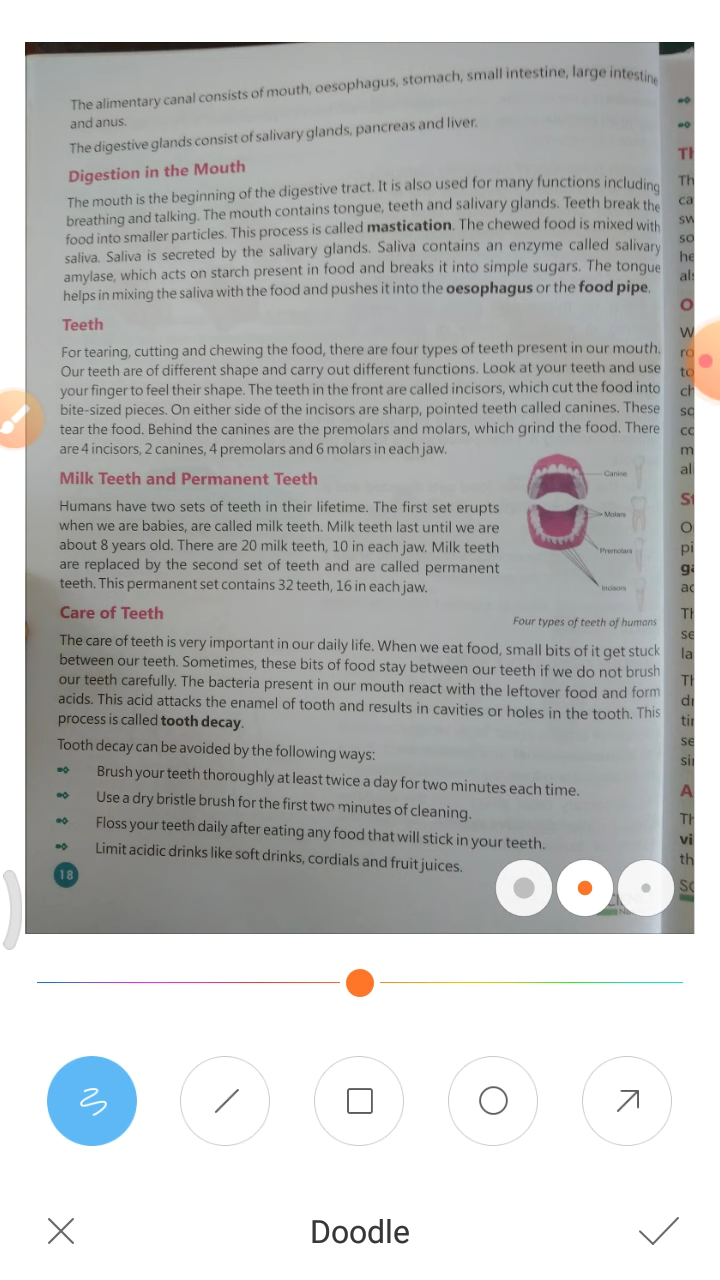 The alimentary canal consists of mouth, oesophagus, stomach, small intestine, large intestine
and anus.
The digestive glands consist of salivary glands, pancreas and liver.
Digestion in the Mouth
The mouth is the beginning of the digestive tract. It is also used for many functions including
breathing and talking. The mouth contains tongue, teeth and salivary glands. Teeth break the
food into smaller particles. This process is called mastication. The chewed food is mixed with
saliva. Saliva is secreted by the salivary glands. Saliva contains an enzyme called salivary
amylase, which acts on starch present in food and breaks it into simple sugars. The tongue
helps in mixing the saliva with the food and pushes it into the oesophagus or the food pipe.
Teeth
For tearing, cutting and chewing the food, there are four types of teeth present in our mouth.
Our teeth are of different shape and carry out different functions. Look at your teeth and use
your finger to feel their shape. The teeth in the front are called incisors, which cut the food into
bite-sized pieces. On either side of the incisors are sharp, pointed teeth called canines. These
tear the food. Behind the canines are the premolars and molars, which grind the food. There
are 4 incisors, 2 canines, 4 premolars and 6 molars in each jaw.
Milk Teeth and Permanent Teeth
Humans have two sets of teeth in their lifetime. The first set erupts
when we are babies, are called milk teeth. Milk teeth last until we are
about 8 years old. There are 20 milk teeth, 10 in each jaw. Milk teeth
are replaced by the second set of teeth and are called permanent
teeth. This permanent set contains 32 teeth, 16 in each jaw.
Canine
Molars
Premolars
Incisors
Four types of teeth of humans
Care of Teeth
The care of teeth is very important in our daily life. When we eat food, small bits of it get stuck
between our teeth. Sometimes, these bits of food stay between our teeth if we do not brush
our teeth carefully. The bacteria present in our mouth react with the leftover food and form
acids. This acid attacks the enamel of tooth and results in cavities or holes in the tooth. This
process is called tooth decay.
Tooth decay can be avoided by the following ways:
Brush your teeth thoroughly at least twice a day for two minutes each time.
Use a dry bristle brush for the first two minutes of cleaning.
Floss your teeth daily after eating any food that will stick in your teeth.
Limit acidic drinks like soft drinks, cordials and fruit juices.
18
Doodle